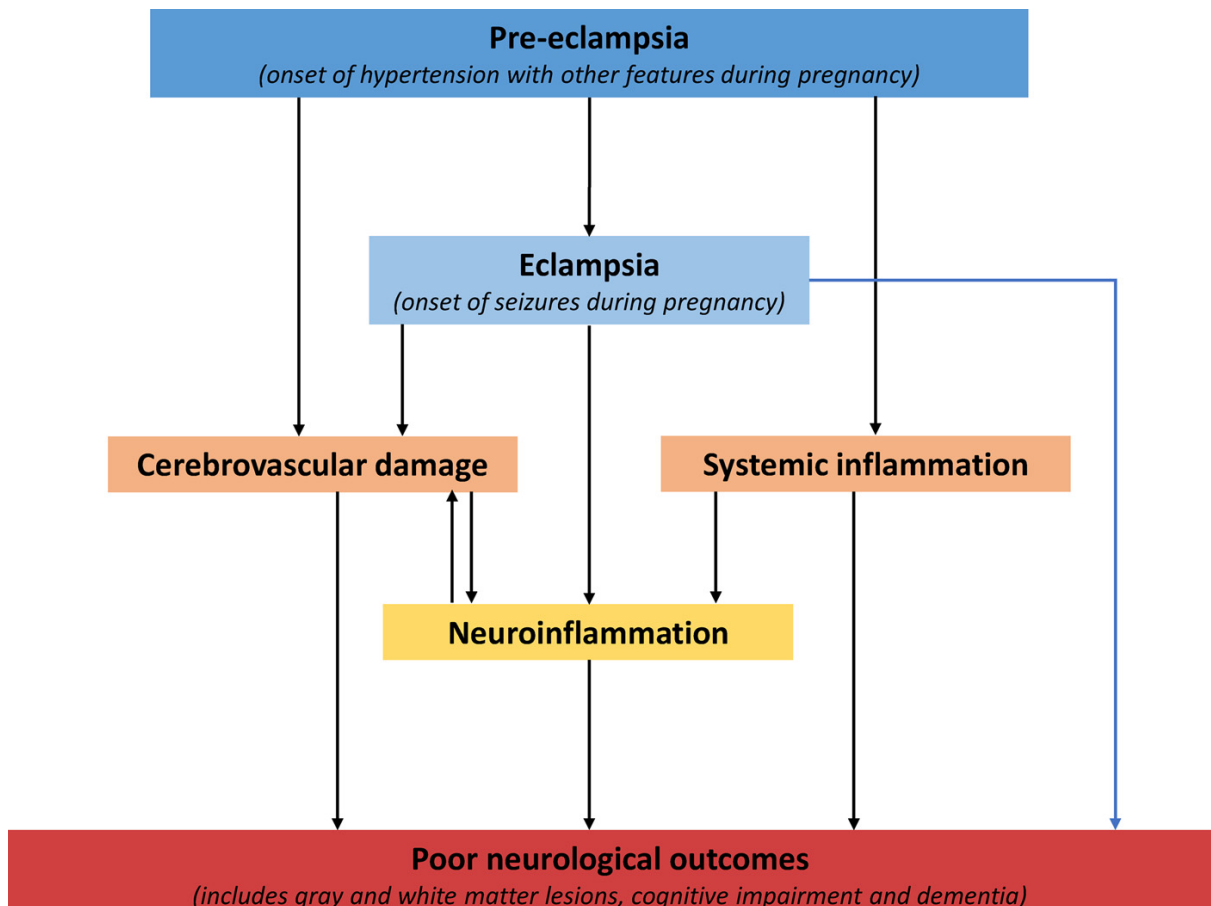 Pre-eclampsia
(onset of hypertension with other features during pregnancy)
Eclampsia
(onset of seizures during pregnancy)
Cerebrovascular damage
Systemic inflammation
Neuroinflammation
Poor neurological outcomes
(includes gray and white matter lesions, cognitive impairment and dementia)